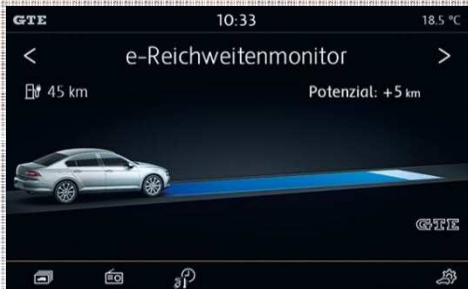 GTE
10:33
18.5 °C
< e-Reichweitenmonitor >
45 km
Potenzial: +5 km
GTE